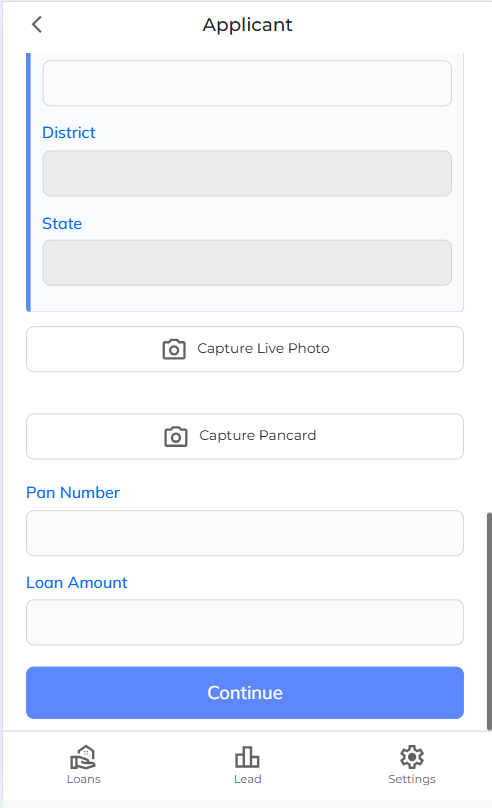 Applicant
District
State
Capture Live Photo
Capture Pancard
Pan Number
Loan Amount
Continue
Loans
Lead
Settings